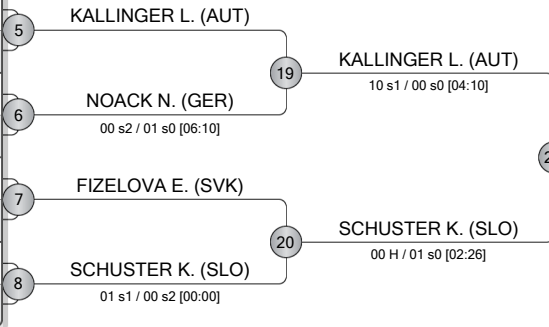 5
KALLINGER L. (AUT)
19
KALLINGER L. (AUT)
10 s1 / 00 s0 [04:10]
6
NOACK N. (GER)
00 s2 / 01 s0 [06:10]
7
FIZELOVA E. (SVK)
20
SCHUSTER K. (SLO)
00 H / 01 s0 [02:26]
8
SCHUSTER K. (SLO)
01 s1 / 00 s2 [00:00]